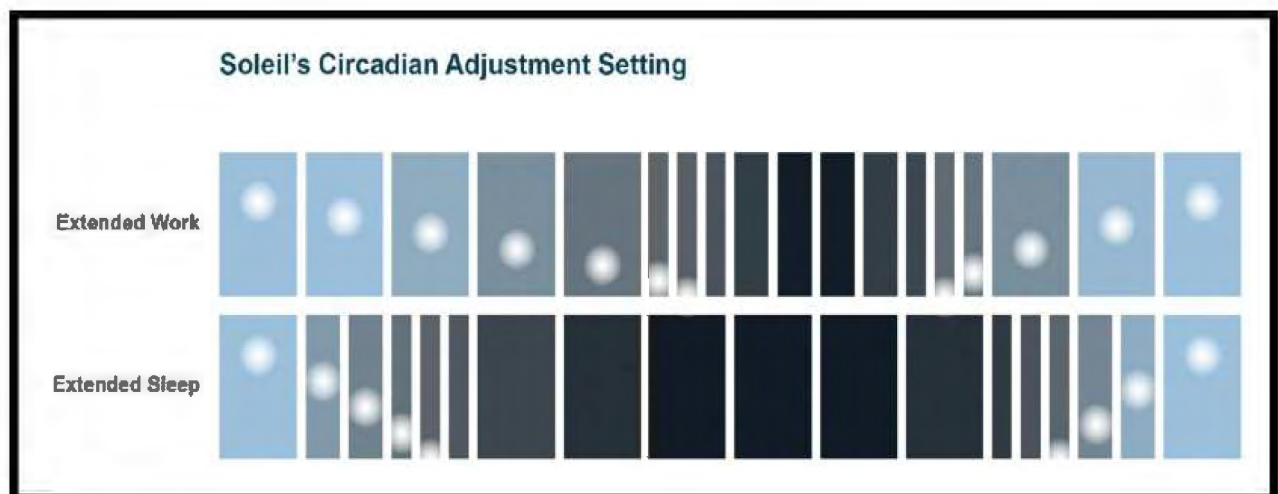 Soleil's Circadian Adjustment Setting
Extended Work
Extended Sleep